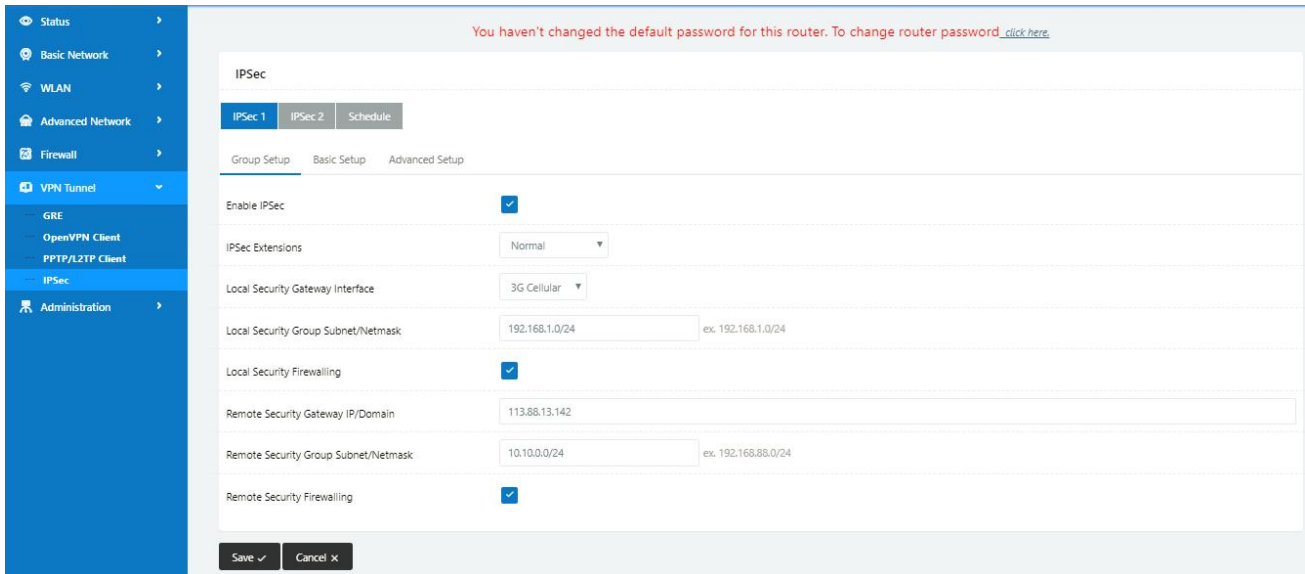 Status
Basic Network
WLAN
Advanced Network
Firewall
VPN Tunnel
GRE
OpenVPN Client
PPTP/L2TP Client
IPSec
Administration
You haven't changed the default password for this router. To change router password click here.
IPSec
IPSec 1 IPSec 2 Schedule
Group Setup Basic Setup Advanced Setup
Enable IPSec
IPSec Extensions Normal
Local Security Gateway Interface 3G Cellular
Local Security Group Subnet/Netmask 192.168.1.0/24 ex. 192.168.1.0/24
Local Security Firewalling
Remote Security Gateway IP/Domain 113.88.13.142
Remote Security Group Subnet/Netmask 10.10.0.0/24 ex. 192.168.88.0/24
Remote Security Firewalling
Save Cancel